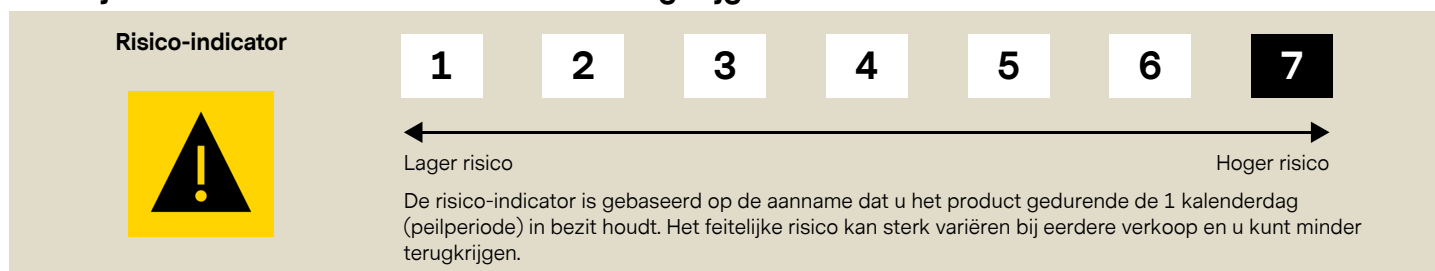 Risico-indicator
1 2 3 4 5 6 7
Lager risico Hoger risico
De risico-indicator is gebaseerd op de aanname dat u het product gedurende de 1 kalenderdag
(peilperiode) in bezit houdt. Het feitelijke risico kan sterk variëren bij eerdere verkoop en u kunt minder
terugkrijgen.